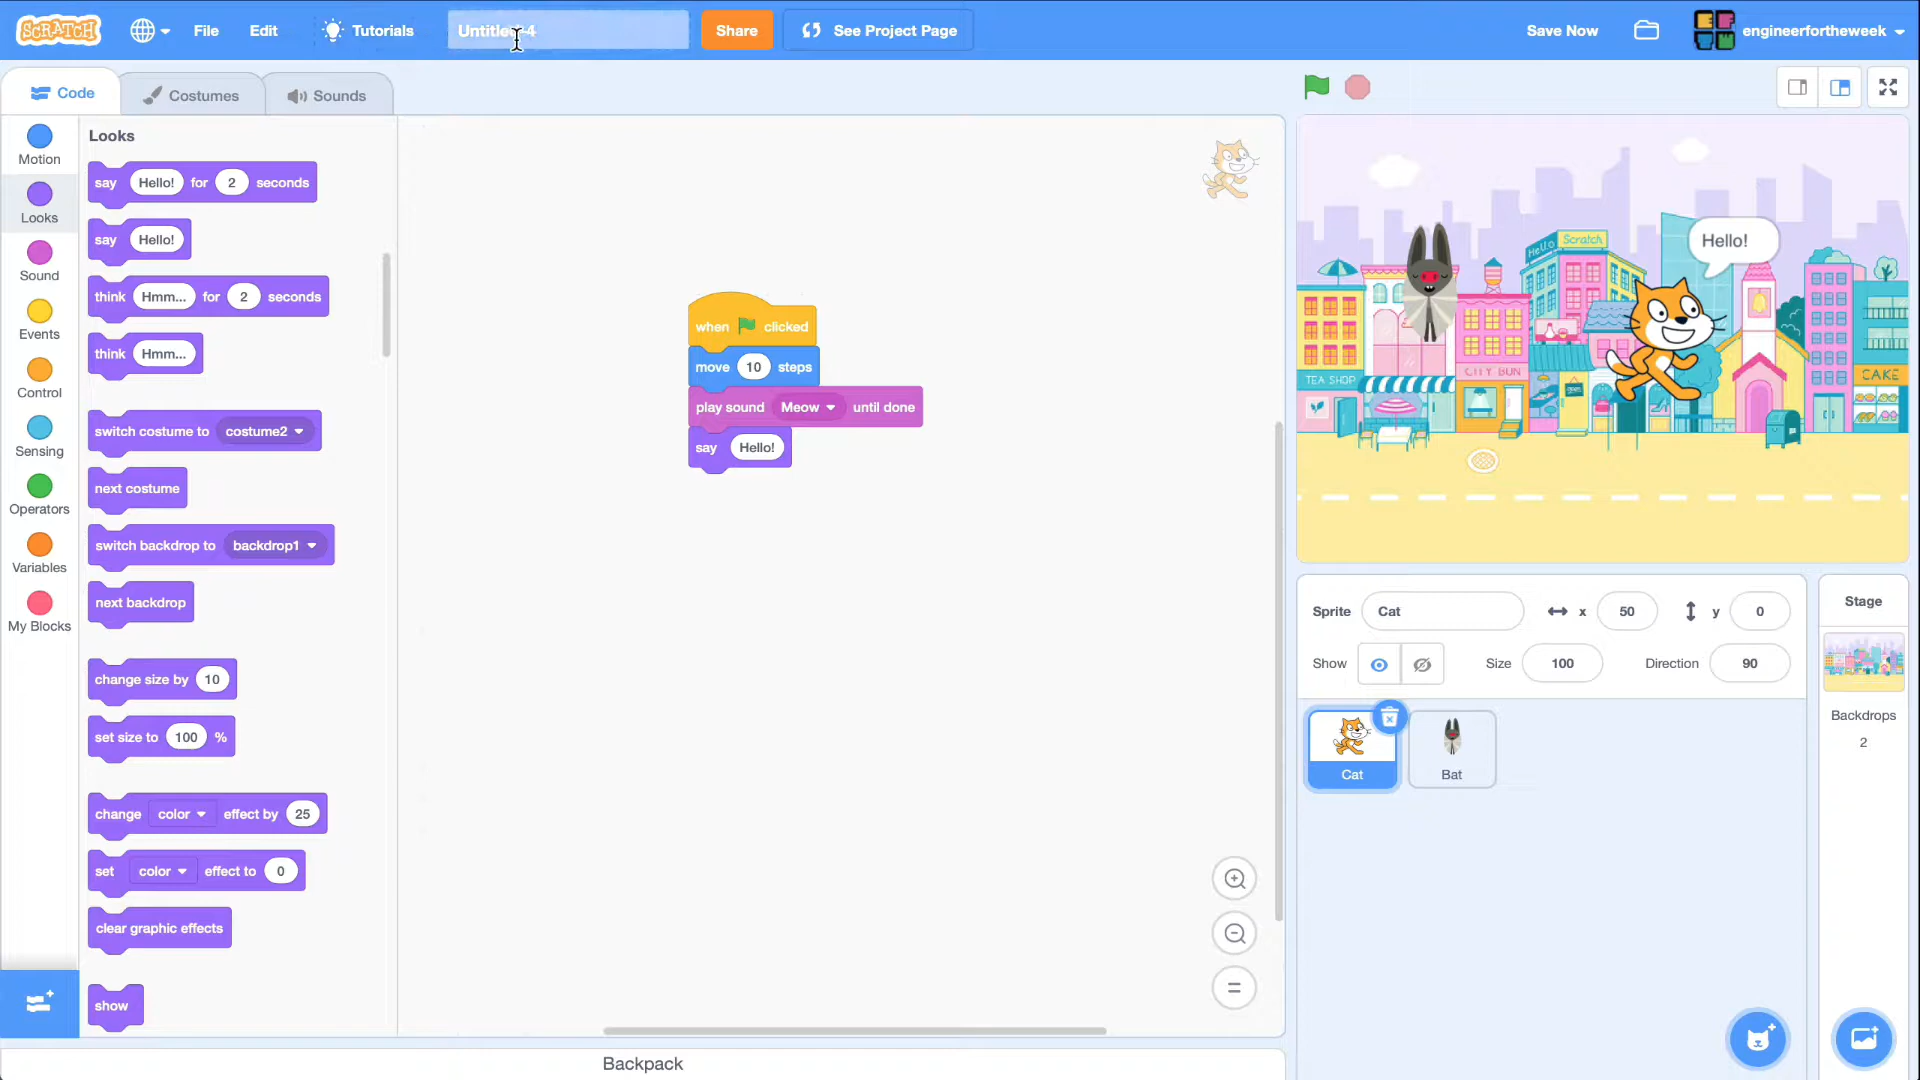 SCRATCH File Edit Tutorials Untitled-4 Share See Project Page Save Now engineerfortheweek
Code Costumes Sounds
Motion
Looks
Sound
Events
Control
Sensing
Operators
Variables
My Blocks
Looks
say Hello! for 2 seconds
say Hello!
think Hmm... for 2 seconds
think Hmm...
switch costume to costume2
next costume
switch backdrop to backdrop1
next backdrop
change size by 10
set size to 100 %
change color effect by 25
set color effect to 0
clear graphic effects
show
when clicked
move 10 steps
play sound Meow until done
say Hello!
Backpack
Hello!
Hello Scratch
TEA SHOP
CITY BUN
OPEN
CAKE
Sprite Cat x 50 y 0
Show Size 100 Direction 90
Cat
Bat
Stage
Backdrops
2